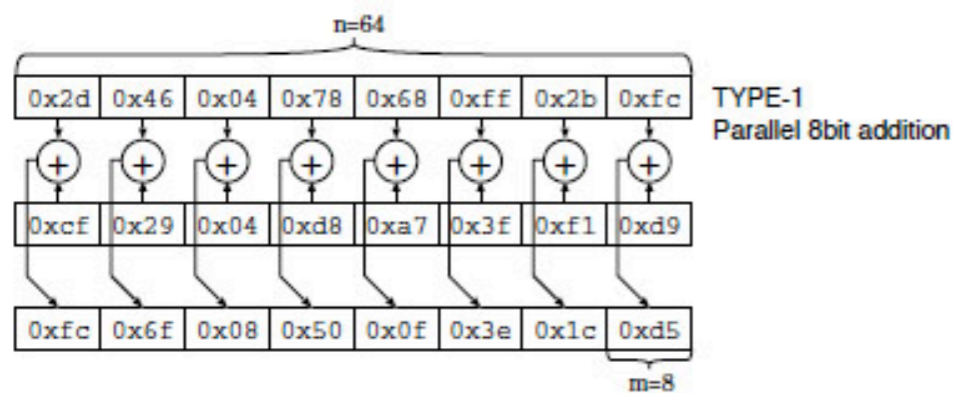 n=64
0x2d 0x46 0x04 0x78 0x68 0xff 0x2b 0xfc
TYPE-1
Parallel 8bit addition
+ + + + + + + +
0xcf 0x29 0x04 0xd8 0xa7 0x3f 0xf1 0xd9
0xfc 0x6f 0x08 0x50 0x0f 0x3e 0x1c 0xd5
m=8